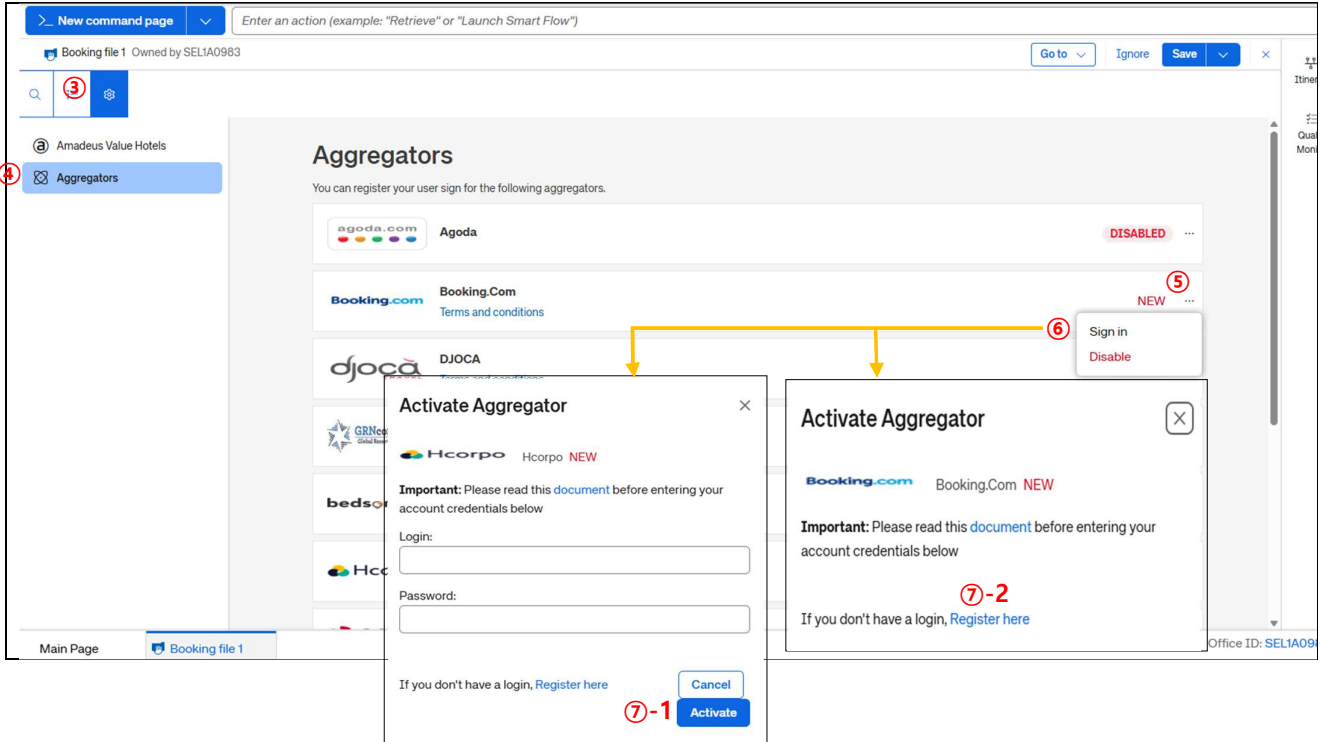 >_ New command page
Enter an action (example: "Retrieve" or "Launch Smart Flow")
Booking file 1 Owned by SEL1A0983
Go to
Ignore
Save
③
Amadeus Value Hotels
④
Aggregators
Aggregators
You can register your user sign for the following aggregators.
agoda.com
Agoda
DISABLED
Booking.com
Booking.Com
Terms and conditions
⑤
NEW
⑥
Sign in
Disable
djocà
DJOCA
Terms and conditions
Activate Aggregator
Hcorpo
Hcorpo NEW
Important: Please read this document before entering your
account credentials below
Login:
Password:
If you don't have a login, Register here
Cancel
⑦-1
Activate
Activate Aggregator
Booking.com
Booking.Com NEW
Important: Please read this document before entering your
account credentials below
⑦-2
If you don't have a login, Register here
Main Page
Booking file 1
Office ID: SEL1A098